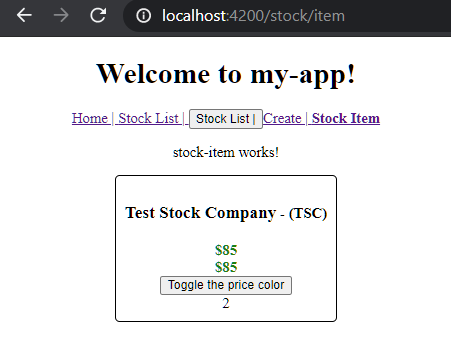 localhost:4200/stock/item
Welcome to my-app!
Home | Stock List | Stock List | Create | Stock Item
stock-item works!
Test Stock Company - (TSC)
$85
$85
Toggle the price color
2